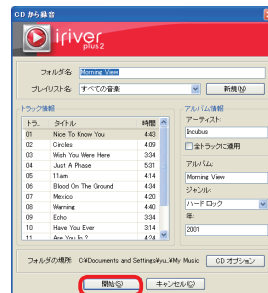 CD から録音
iriver
plus 2
フォルダ名 Morning View
プレイリスト名 すべての音楽 新規(N)
トラック情報
トラ... タイトル 時間
01 Nice To Know You 4:43
02 Circles 4:09
03 Wish You Were Here 3:34
04 Just A Phase 5:31
05 11am 4:14
06 Blood On The Ground 4:34
07 Mexico 4:20
08 Warning 4:40
09 Echo 3:34
10 Have You Ever 3:14
11 Are You In ? 4:24
アルバム情報
アーティスト:
Incubus
全トラックに適用
アルバム:
Morning View
ジャンル:
ハード ロック
年:
2001
フォルダの場所 C:¥Documents and Settings¥yu..¥My Music CD オプション
開始(S) キャンセル(C)